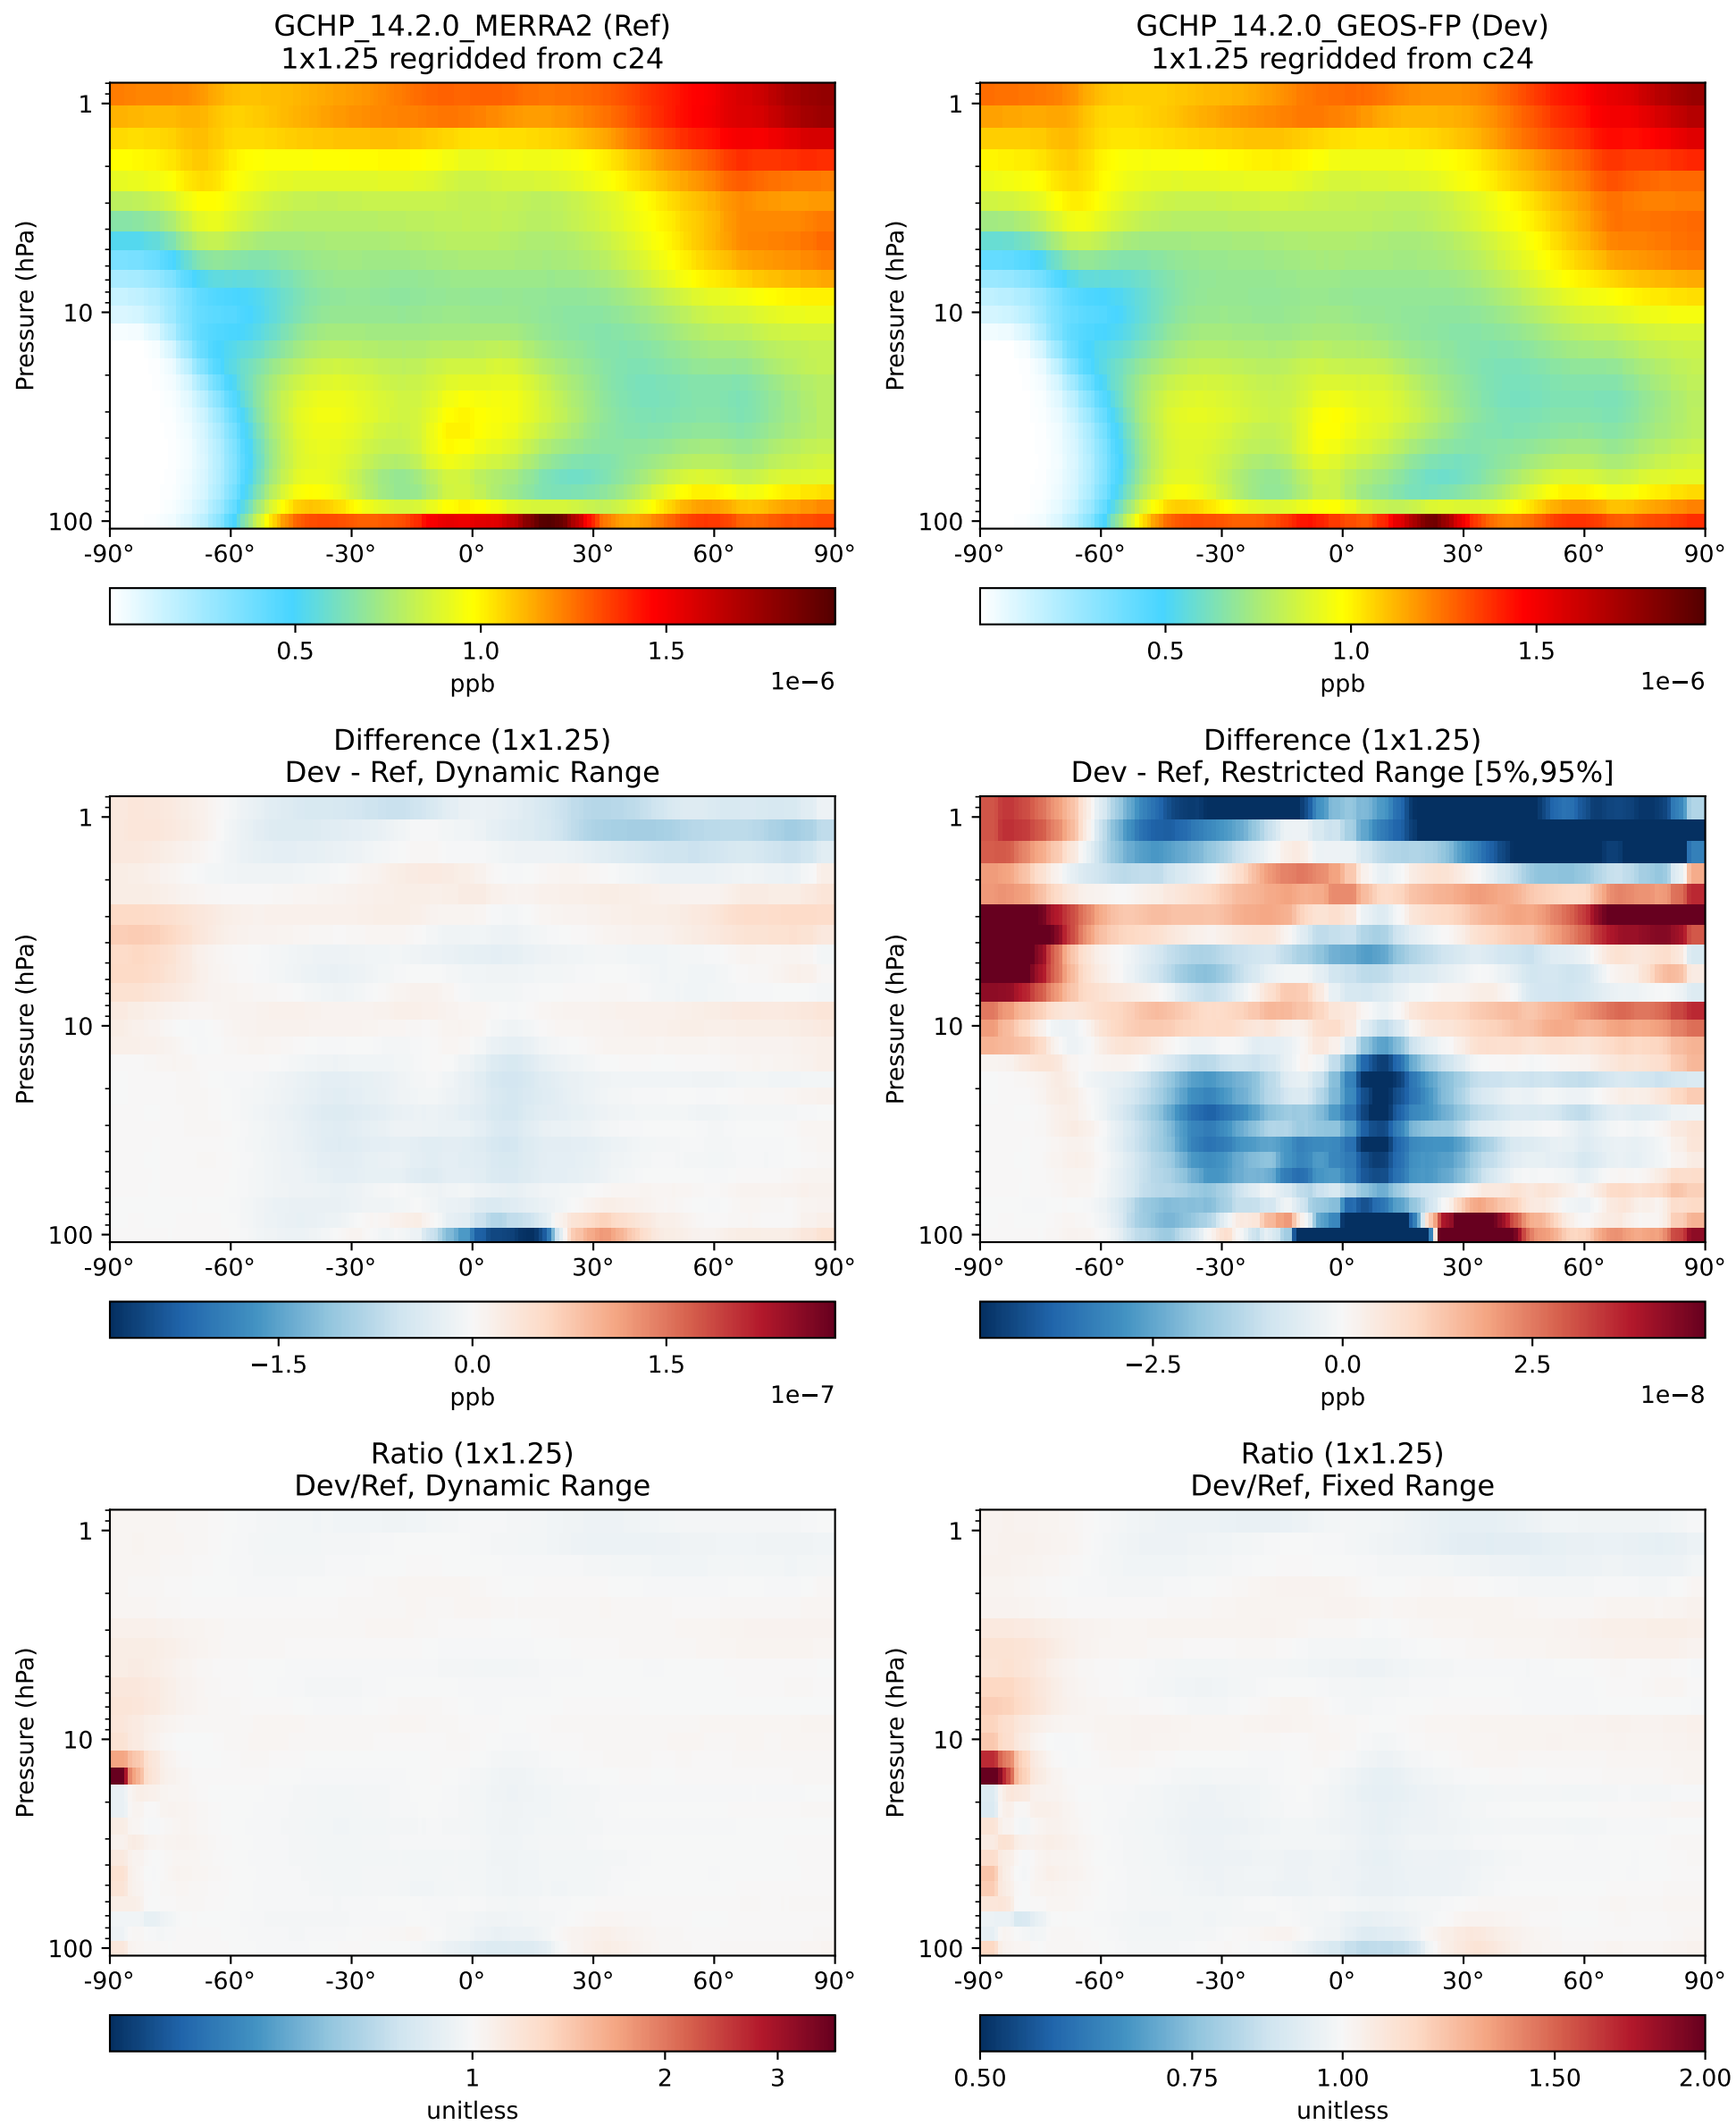 GCHP_14.2.0_MERRA2 (Ref)
1x1.25 regridded from c24
Pressure (hPa)
1
10
100
-90° -60° -30° 0° 30° 60° 90°
0.5 1.0 1.5
ppb 1e−6
GCHP_14.2.0_GEOS-FP (Dev)
1x1.25 regridded from c24
Pressure (hPa)
1
10
100
-90° -60° -30° 0° 30° 60° 90°
0.5 1.0 1.5
ppb 1e−6
Difference (1x1.25)
Dev - Ref, Dynamic Range
Pressure (hPa)
1
10
100
-90° -60° -30° 0° 30° 60° 90°
−1.5 0.0 1.5
ppb 1e−7
Difference (1x1.25)
Dev - Ref, Restricted Range [5%,95%]
Pressure (hPa)
1
10
100
-90° -60° -30° 0° 30° 60° 90°
−2.5 0.0 2.5
ppb 1e−8
Ratio (1x1.25)
Dev/Ref, Dynamic Range
Pressure (hPa)
1
10
100
-90° -60° -30° 0° 30° 60° 90°
1 2 3
unitless
Ratio (1x1.25)
Dev/Ref, Fixed Range
Pressure (hPa)
1
10
100
-90° -60° -30° 0° 30° 60° 90°
0.50 0.75 1.00 1.50 2.00
unitless